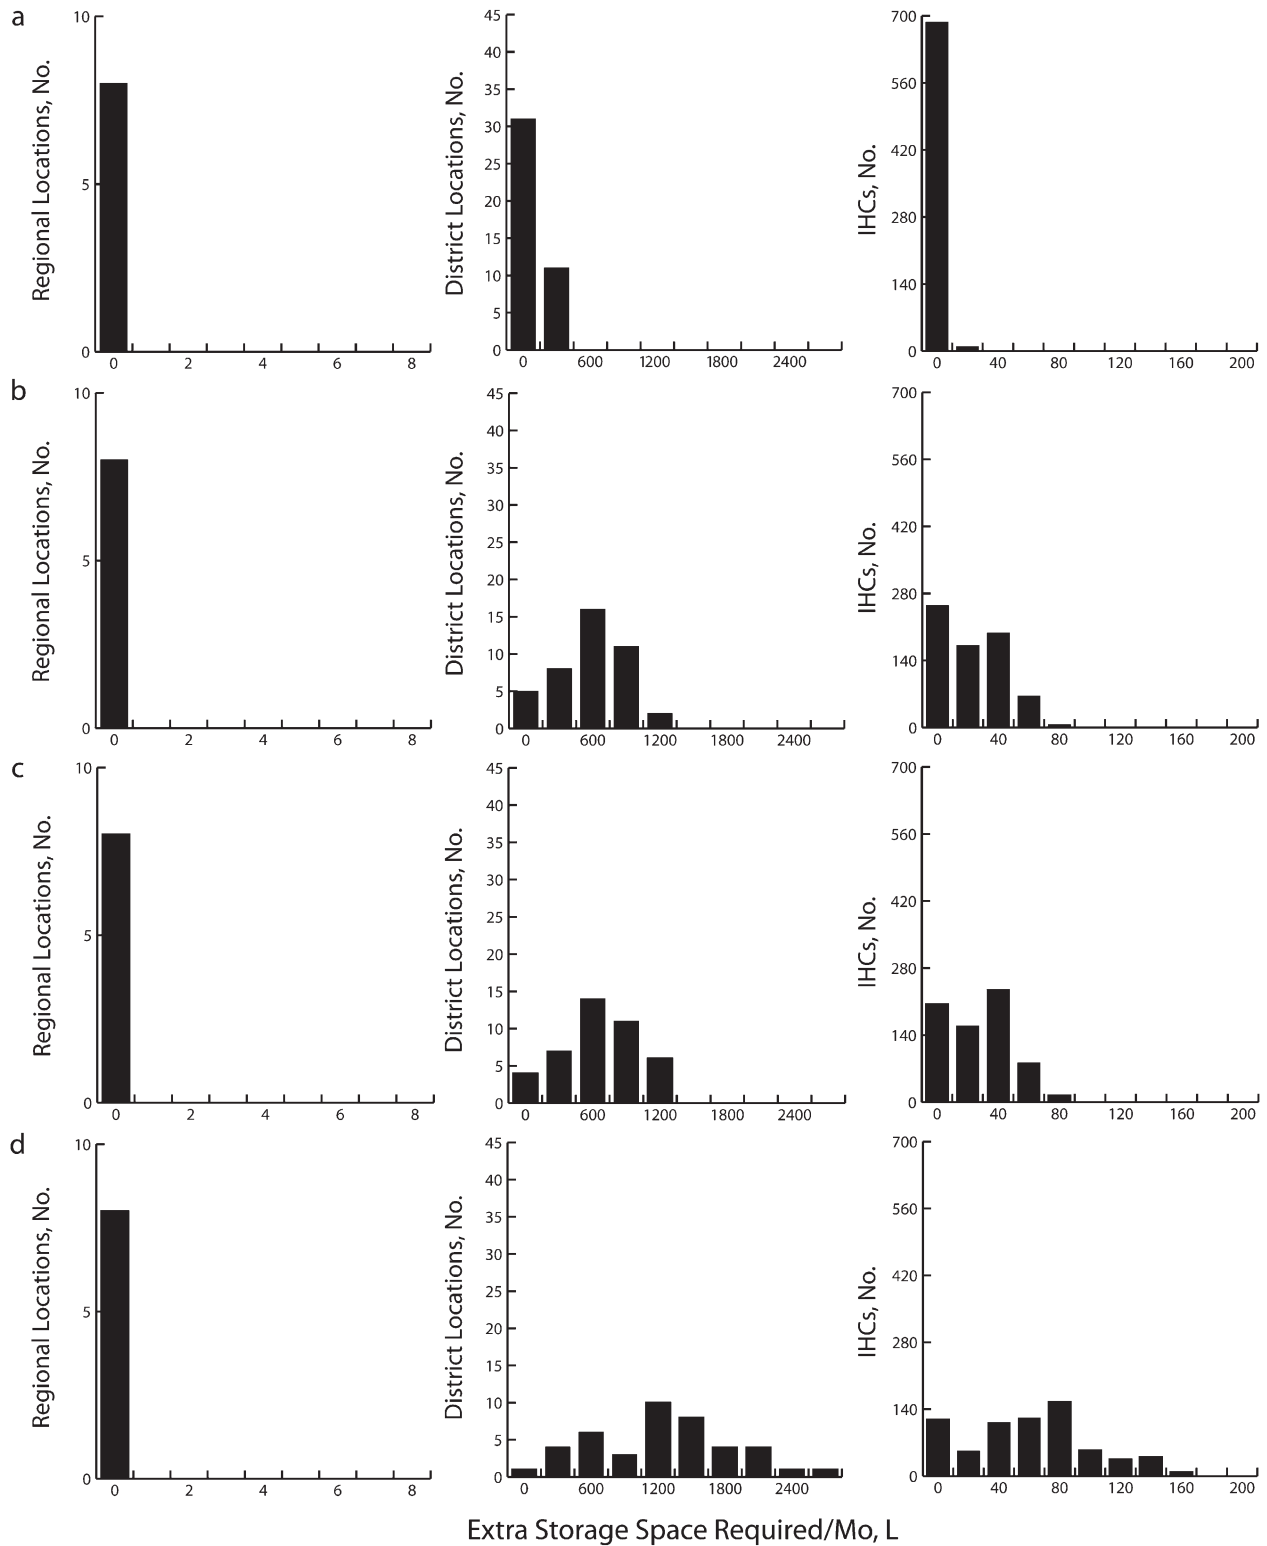 a
Regional Locations, No.
10
5
0
0 2 4 6 8
District Locations, No.
45
40
35
30
25
20
15
10
5
0
0 600 1200 1800 2400
IHCs, No.
700
560
420
280
140
0
0 40 80 120 160 200
b
Regional Locations, No.
10
5
0
0 2 4 6 8
District Locations, No.
45
40
35
30
25
20
15
10
5
0
0 600 1200 1800 2400
IHCs, No.
700
560
420
280
140
0
0 40 80 120 160 200
c
Regional Locations, No.
10
5
0
0 2 4 6 8
District Locations, No.
45
40
35
30
25
20
15
10
5
0
0 600 1200 1800 2400
IHCs, No.
700
560
420
280
140
0
0 40 80 120 160 200
d
Regional Locations, No.
10
5
0
0 2 4 6 8
District Locations, No.
45
40
35
30
25
20
15
10
5
0
0 600 1200 1800 2400
IHCs, No.
700
560
420
280
140
0
0 40 80 120 160 200
Extra Storage Space Required/Mo, L